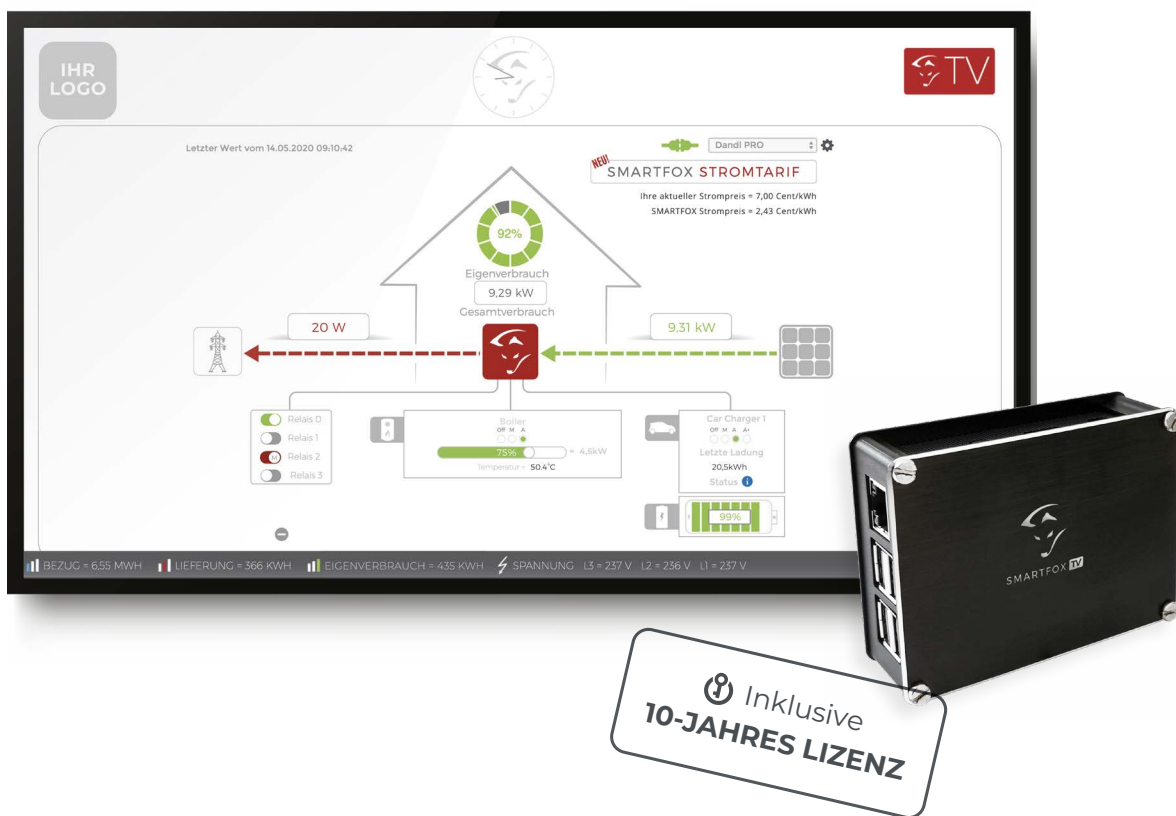 IHR
LOGO
TV
Letzter Wert vom 14.05.2020 09:10:42
Dandl PRO
NEU!
SMARTFOX STROMTARIF
Ihre aktueller Strompreis = 7,00 Cent/kWh
SMARTFOX Strompreis = 2,43 Cent/kWh
92%
Eigenverbrauch
9,29 kW
Gesamtverbrauch
20 W
9,31 kW
Relais 0
Relais 1
M Relais 2
Relais 3
Boiler
Off M A
75% = 4,5kW
Temperatur = 50.4°C
Car Charger 1
Off M A A+
Letzte Ladung
20,5kWh
Status i
99%
BEZUG = 6,55 MWH LIEFERUNG = 366 KWH EIGENVERBRAUCH = 435 KWH SPANNUNG L3 = 237 V L2 = 236 V L1 = 237 V
SMARTFOX TV
Inklusive
10-JAHRES LIZENZ